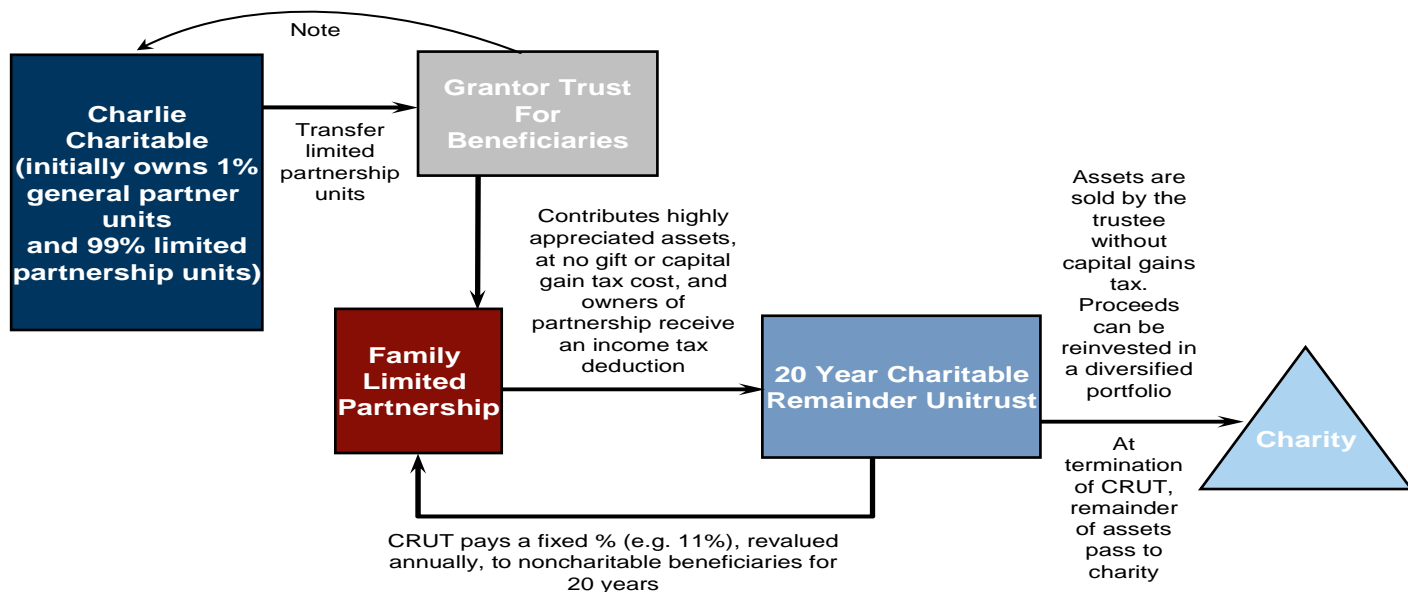 Note
Charlie
Charitable
(initially owns 1%
general partner
units
and 99% limited
partnership units)
Transfer
limited
partnership
units
Grantor Trust
For
Beneficiaries
Contributes highly
appreciated assets,
at no gift or capital
gain tax cost, and
owners of
partnership receive
an income tax
deduction
Family
Limited
Partnership
20 Year Charitable
Remainder Unitrust
Assets are
sold by the
trustee
without
capital gains
tax.
Proceeds
can be
reinvested in
a diversified
portfolio
Charity
At
termination
of CRUT,
remainder
of assets
pass to
charity
CRUT pays a fixed % (e.g. 11%), revalued
annually, to noncharitable beneficiaries for
20 years